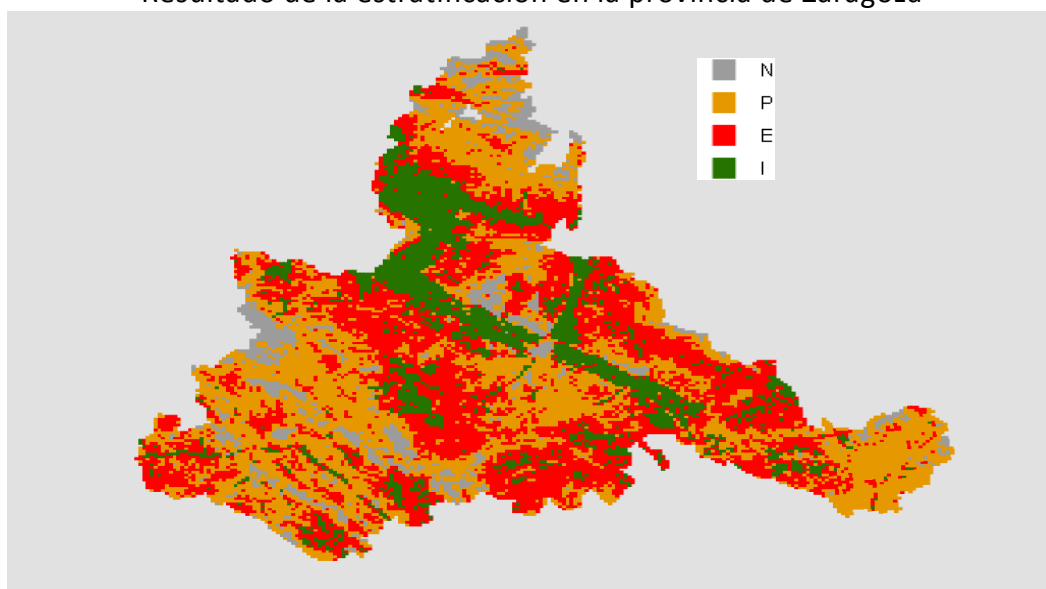 Resultado de la estratificación en la provincia de Zaragoza
N
P
E
I